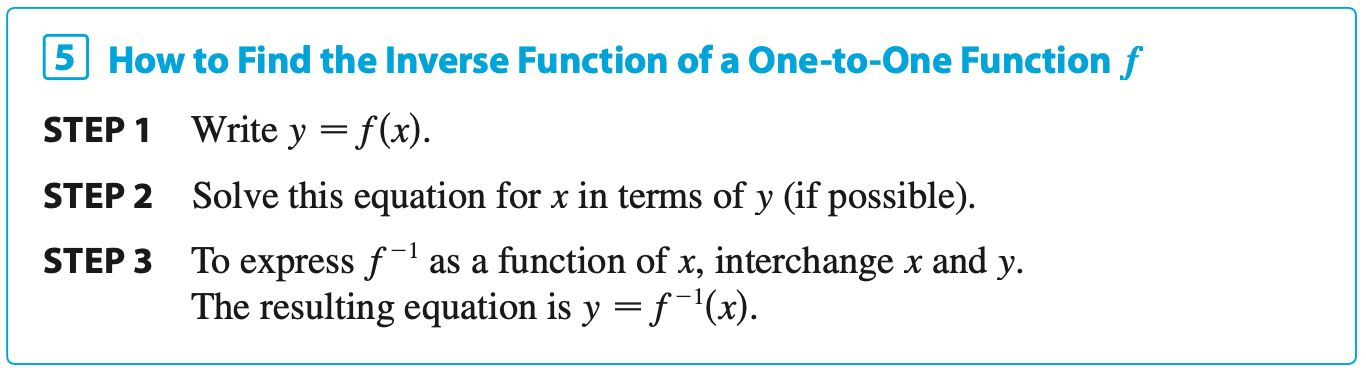 5 How to Find the Inverse Function of a One-to-One Function f
STEP 1 Write y = f(x).
STEP 2 Solve this equation for x in terms of y (if possible).
STEP 3 To express f⁻¹ as a function of x, interchange x and y.
The resulting equation is y = f⁻¹(x).